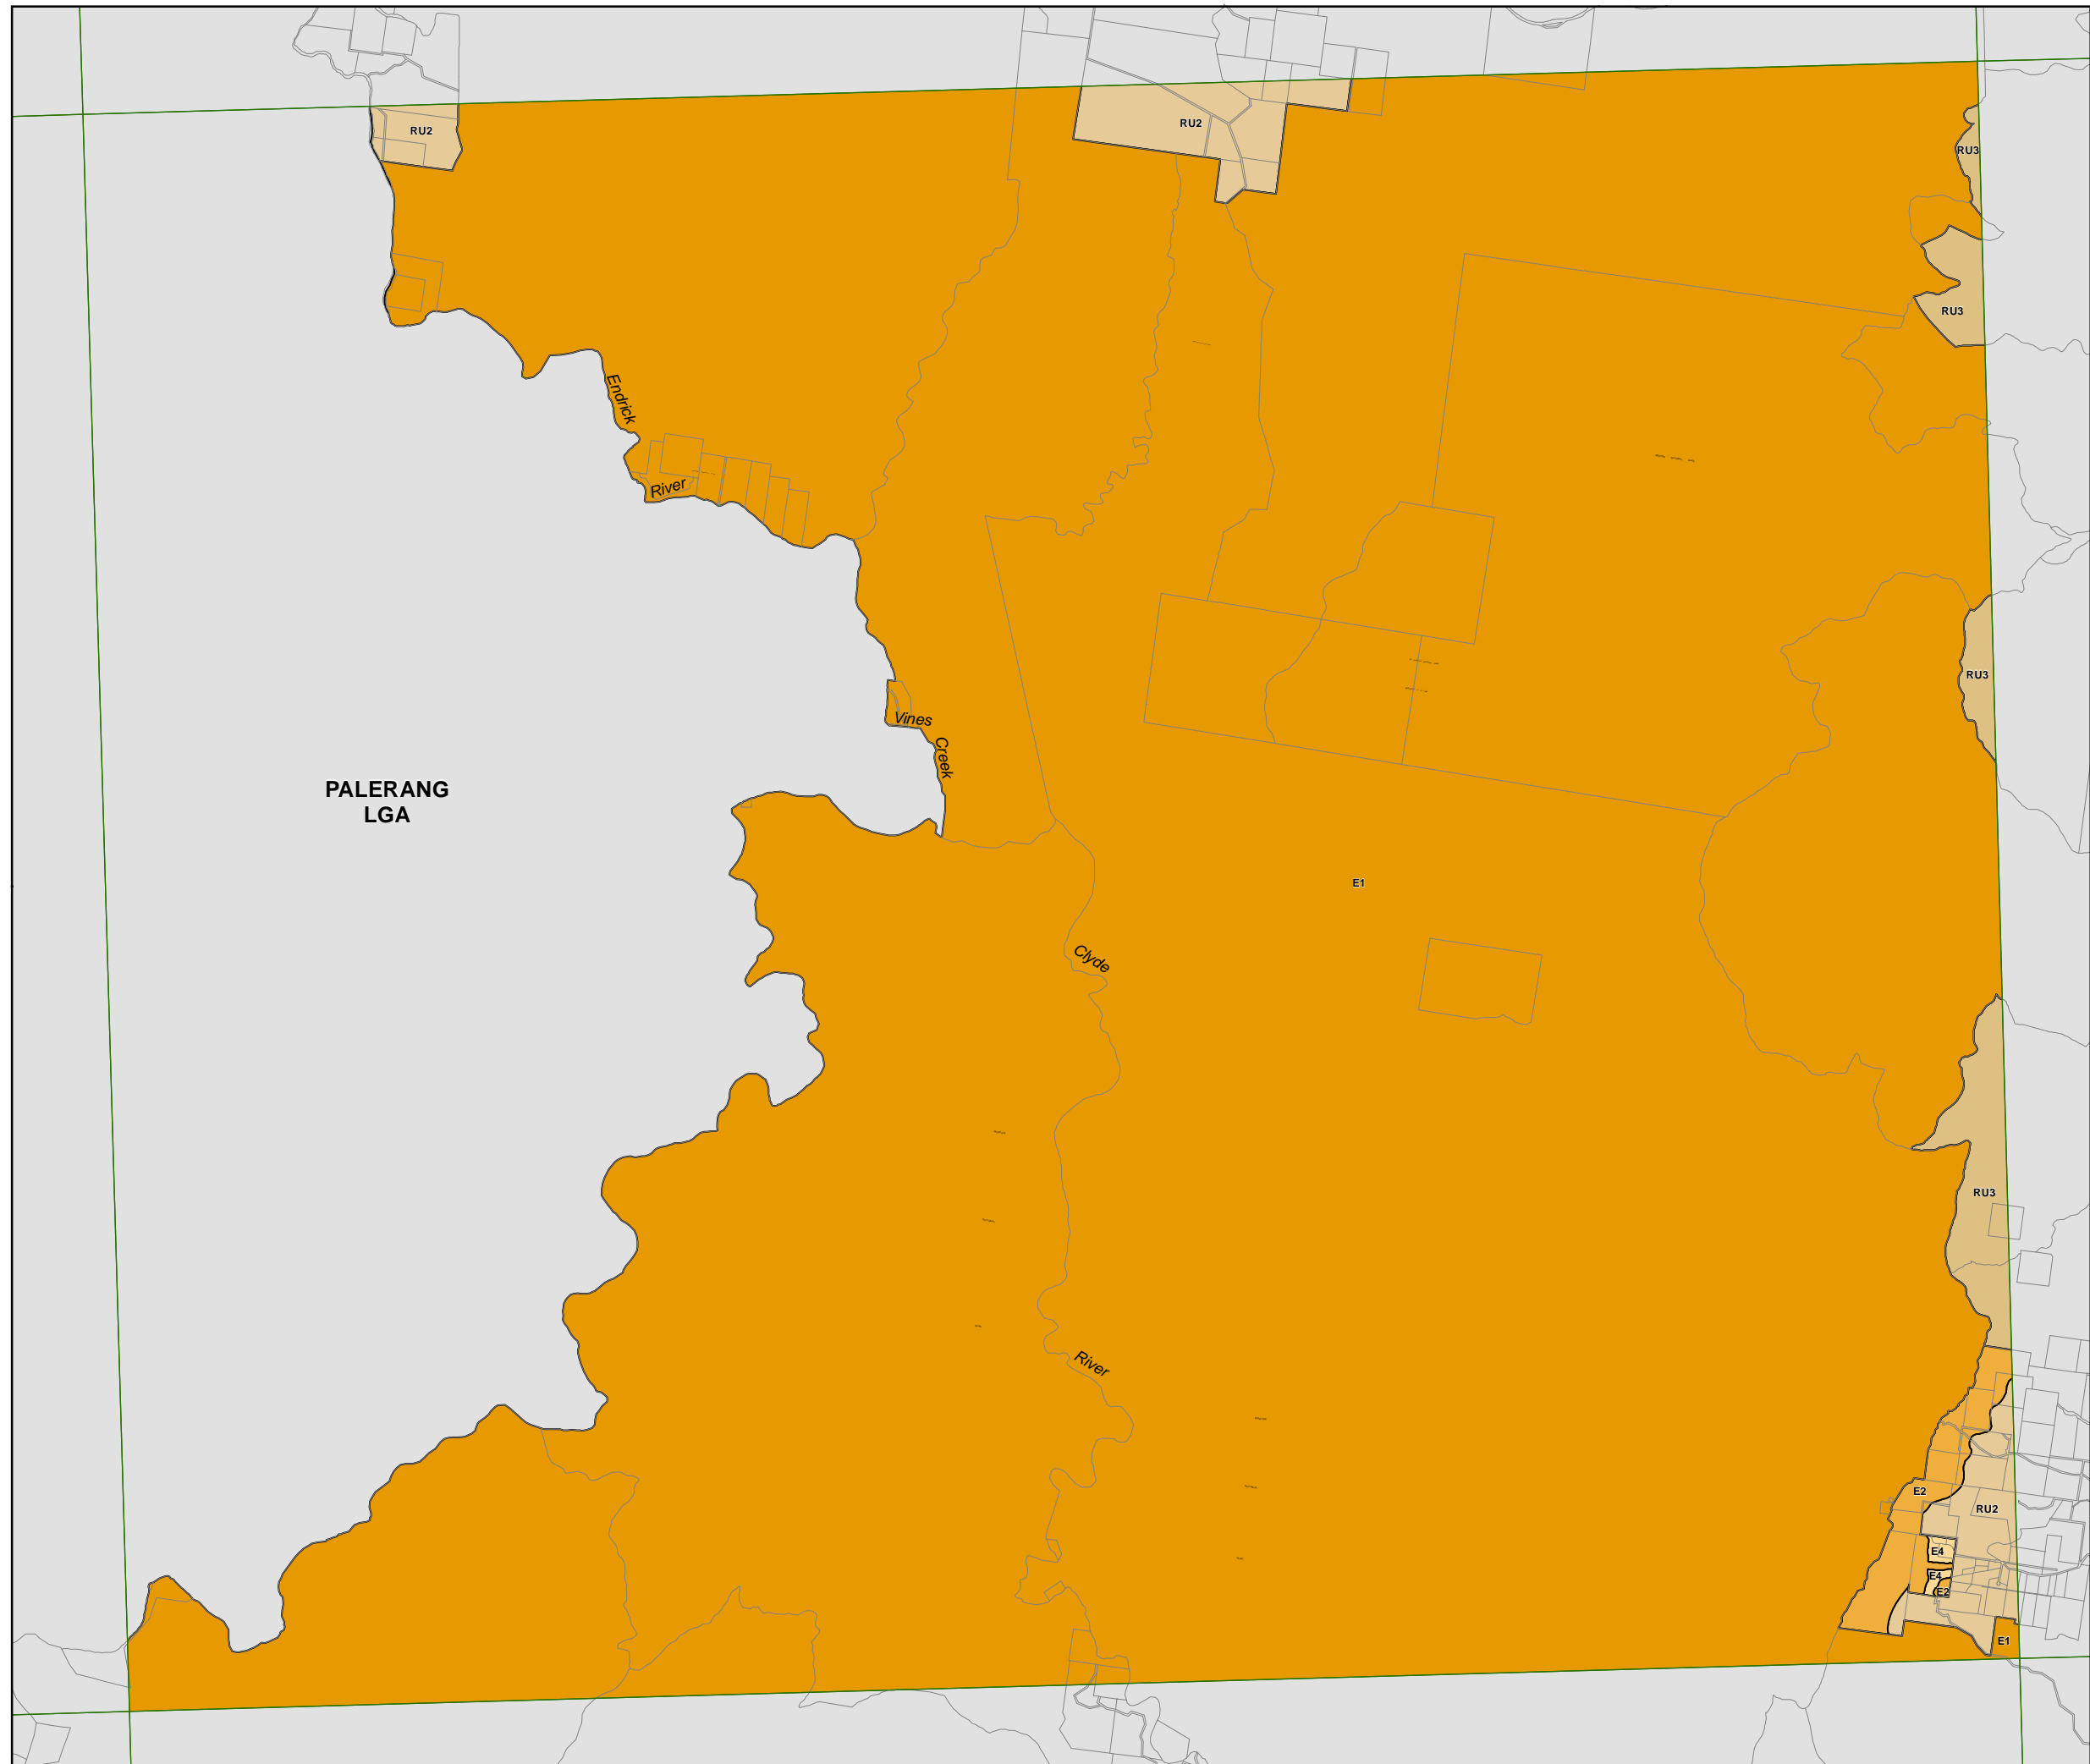 RU2
RU2
RU3
RU3
Endrick
River
RU3
Vines
Creek
PALERANG
LGA
E1
Clyde
RU3
River
E2
RU2
E4
E4
E2
E1